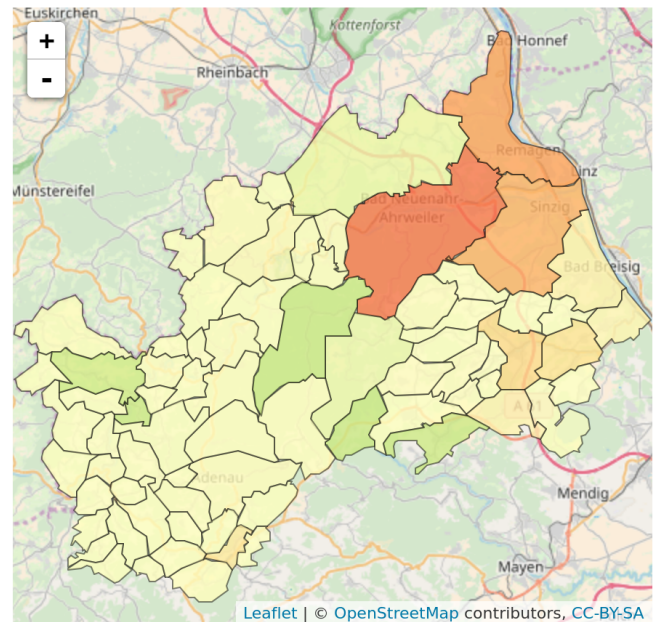 Euskirchen
Kottenforst
+
Bad Honnef
-
Rheinbach
Remagen
Linz
Münstereifel
Bad Neuenahr-
Ahrweiler
Sinzig
Bad Breisig
A 61
Adenau
Mendig
Mayen
Leaflet | © OpenStreetMap contributors, CC-BY-SA